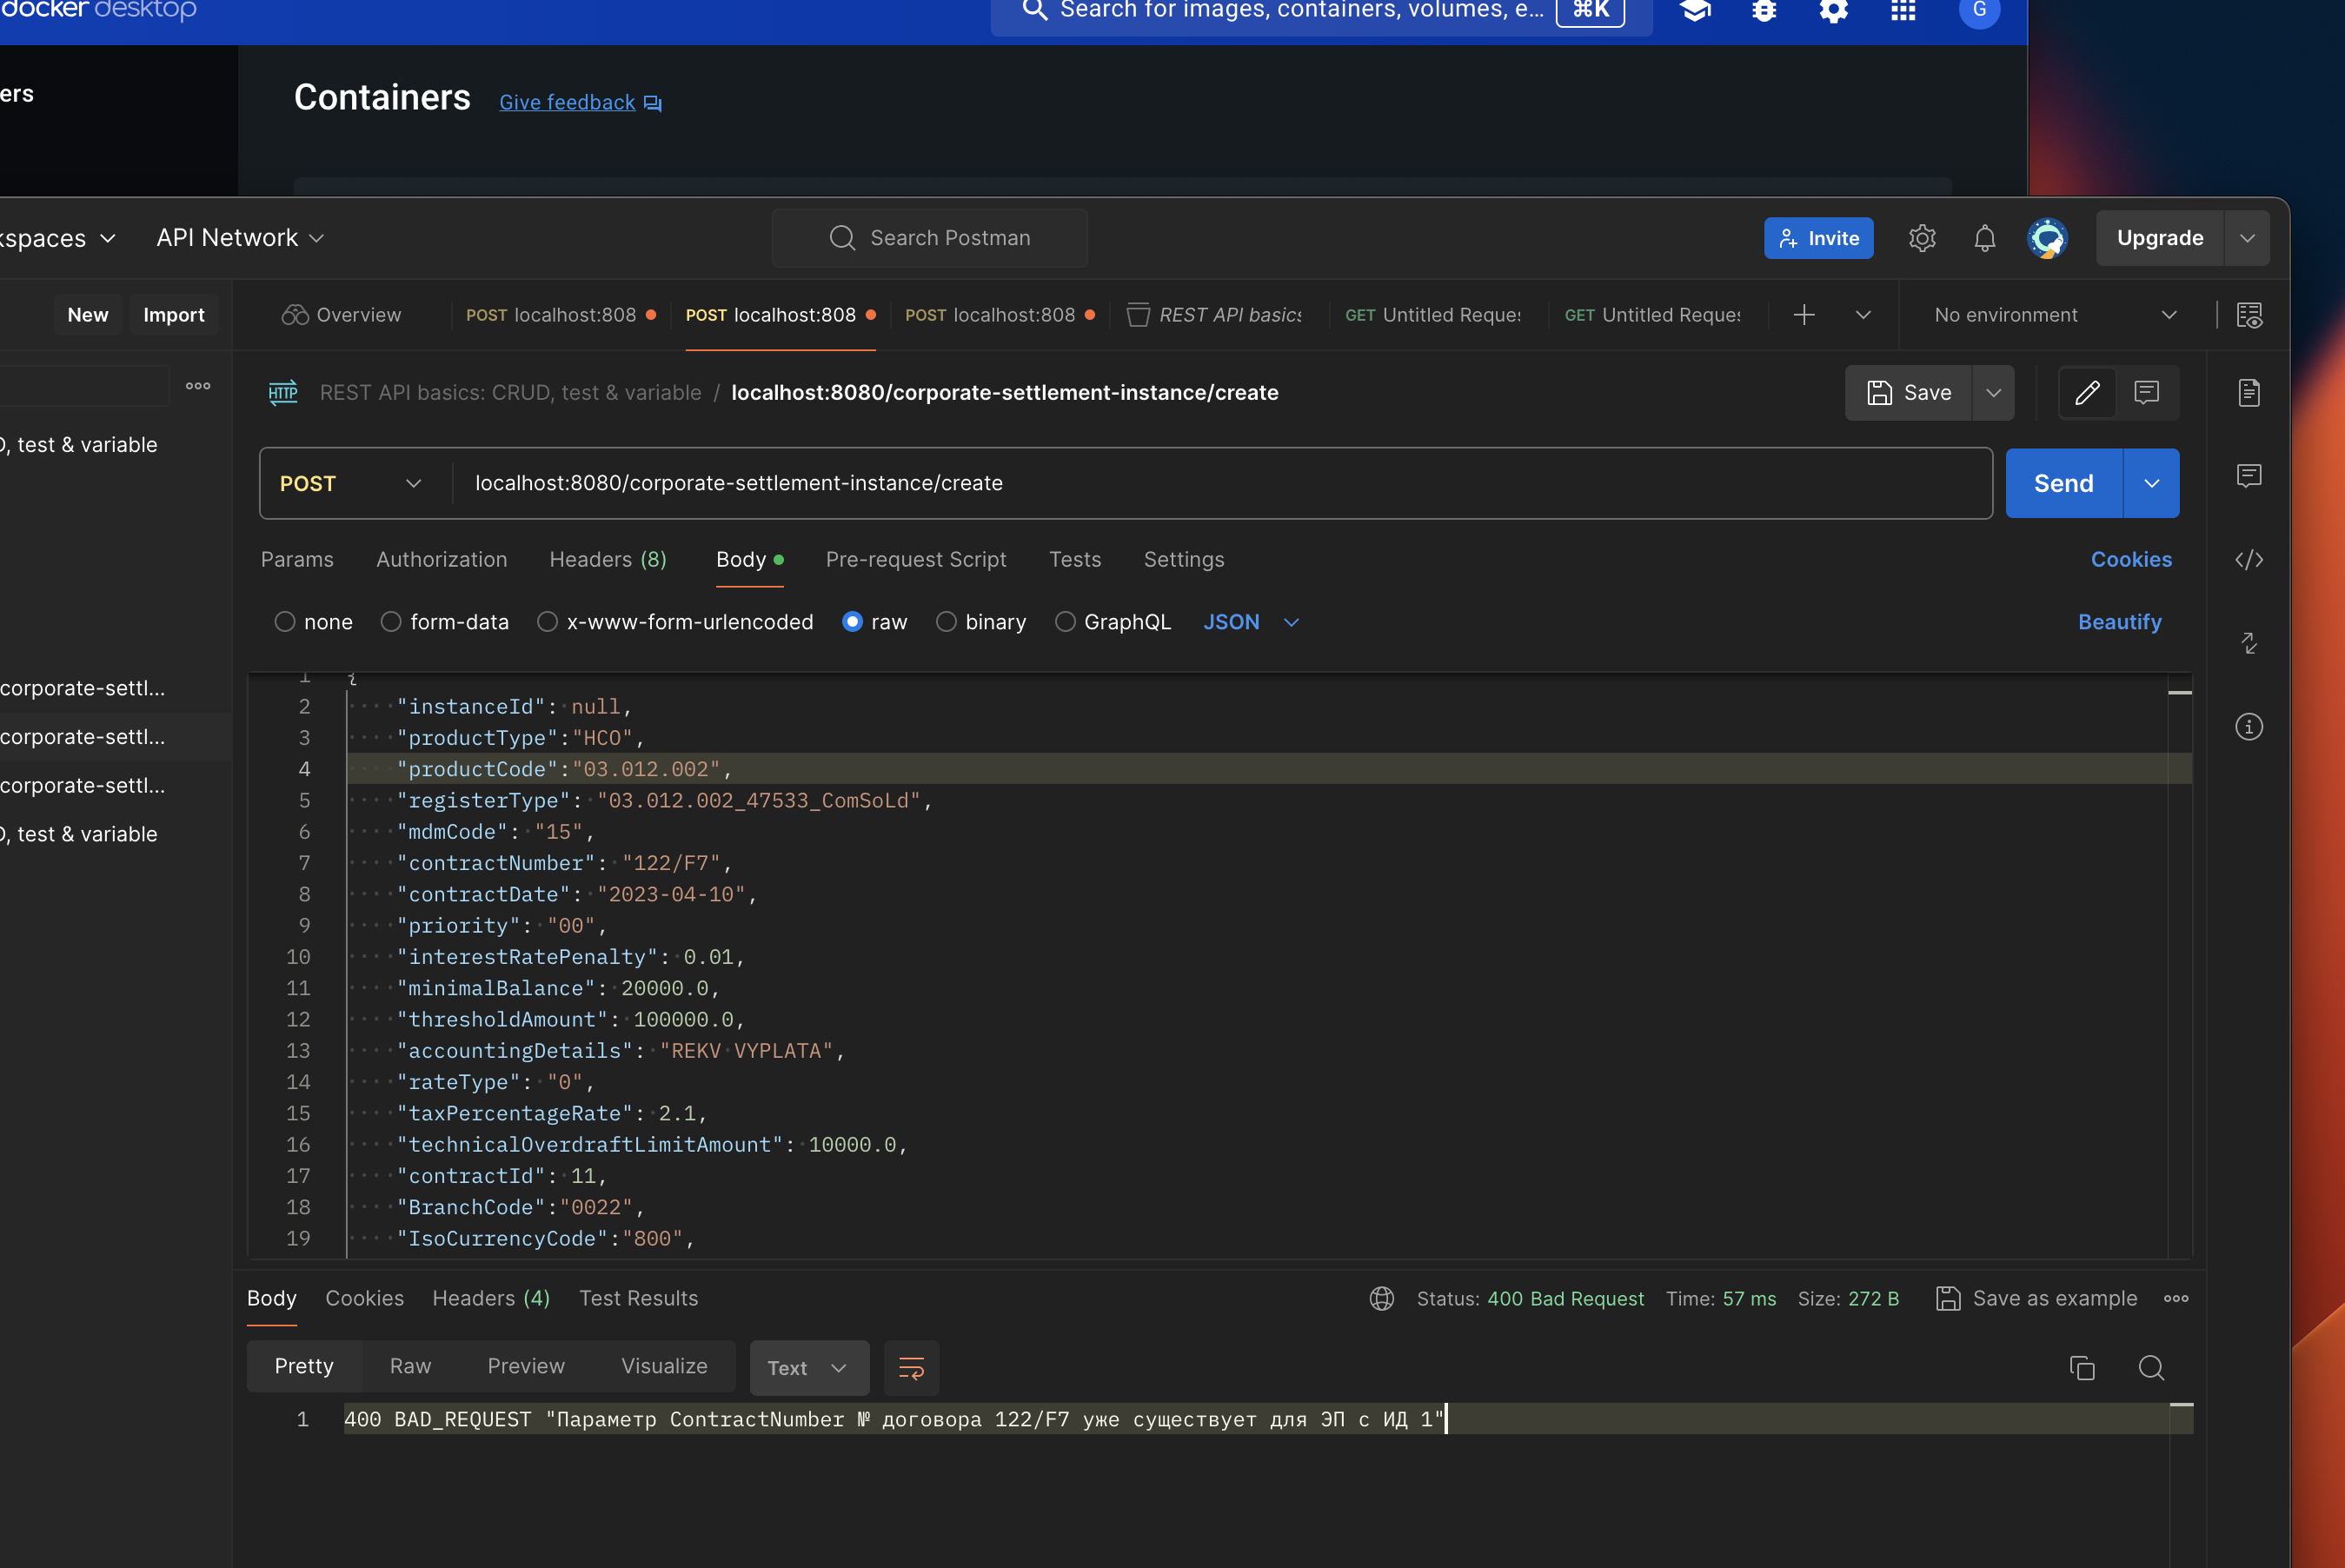 docker desktop
Search for images, containers, volumes, e... ⌘K
G
ers
Containers Give feedback
kspaces API Network
Search Postman
Invite
Upgrade
New Import
Overview
POST localhost:808
POST localhost:808
POST localhost:808
REST API basics
GET Untitled Reque
GET Untitled Reque
No environment
HTTP REST API basics: CRUD, test & variable / localhost:8080/corporate-settlement-instance/create
Save
, test & variable
POST localhost:8080/corporate-settlement-instance/create
Send
Params Authorization Headers (8) Body Pre-request Script Tests Settings Cookies
none form-data x-www-form-urlencoded raw binary GraphQL JSON Beautify
corporate-settl...
corporate-settl...
corporate-settl...
, test & variable
1 {
2 "instanceId": null,
3 "productType":"HCO",
4 "productCode":"03.012.002",
5 "registerType": "03.012.002_47533_ComSoLd",
6 "mdmCode": "15",
7 "contractNumber": "122/F7",
8 "contractDate": "2023-04-10",
9 "priority": "00",
10 "interestRatePenalty": 0.01,
11 "minimalBalance": 20000.0,
12 "thresholdAmount": 100000.0,
13 "accountingDetails": "REKV VYPLATA",
14 "rateType": "0",
15 "taxPercentageRate": 2.1,
16 "technicalOverdraftLimitAmount": 10000.0,
17 "contractId": 11,
18 "BranchCode":"0022",
19 "IsoCurrencyCode":"800",
Body Cookies Headers (4) Test Results
Status: 400 Bad Request Time: 57 ms Size: 272 B Save as example
Pretty Raw Preview Visualize Text
1 400 BAD_REQUEST "Параметр ContractNumber № договора 122/F7 уже существует для ЭП с ИД 1"